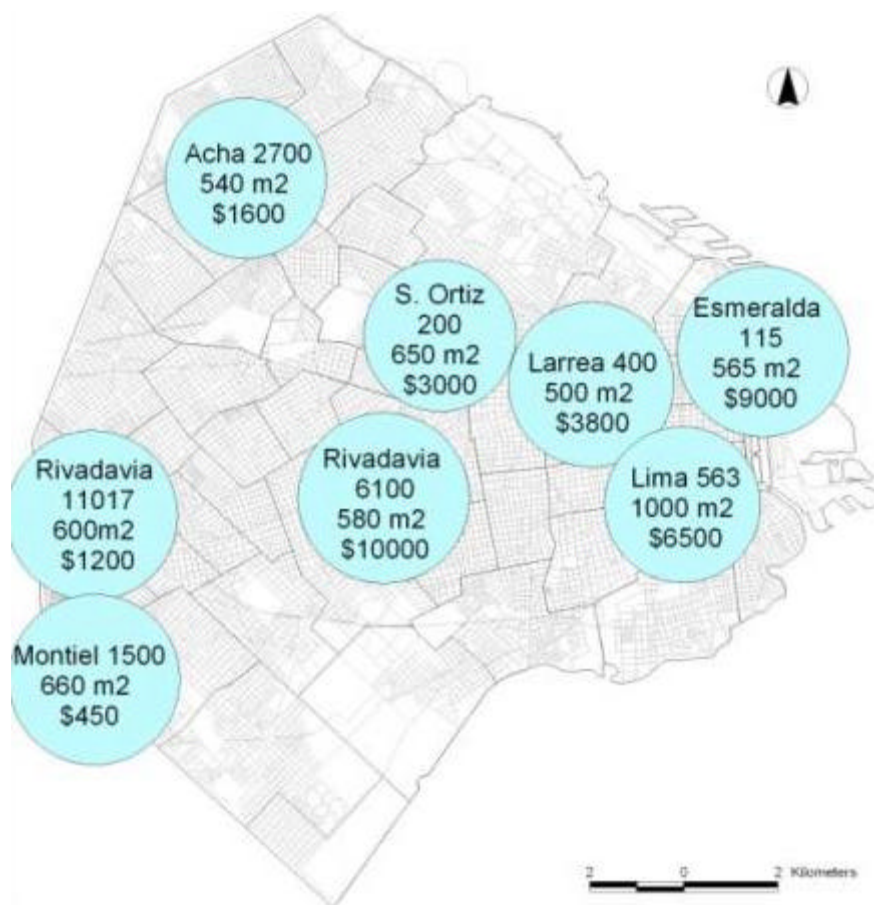 Acha 2700
540 m2
$1600
S. Ortiz
200
650 m2
$3000
Larrea 400
500 m2
$3800
Esmeralda
115
565 m2
$9000
Rivadavia
11017
600m2
$1200
Rivadavia
6100
580 m2
$10000
Lima 563
1000 m2
$6500
Montiel 1500
660 m2
$450
2 0 2 Kilometers